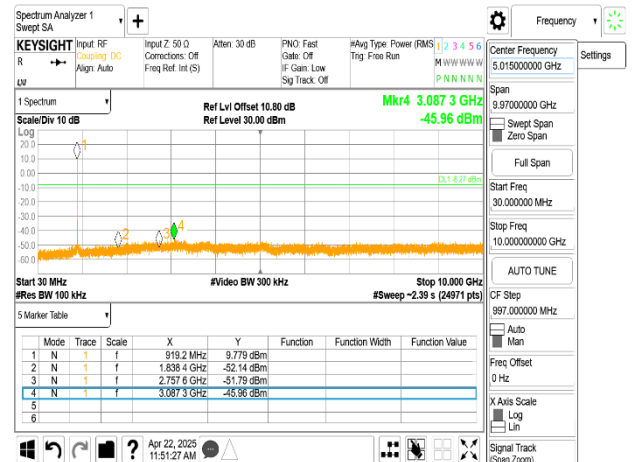 Spectrum Analyzer 1
Swept SA
Frequency
KEYSIGHT
R
Input: RF
Coupling: DC
Align: Auto
Input Z: 50 Ω
Corrections: Off
Freq Ref: Int (S)
Atten: 30 dB
PNO: Fast
Gate: Off
IF Gain: Low
Sig Track: Off
#Avg Type: Power (RMS
Trig: Free Run
1 2 3 4 5 6
M W W W W W
P N N N N N
Settings
Center Frequency
5.015000000 GHz
Span
9.97000000 GHz
Swept Span
Zero Span
Full Span
Start Freq
30.000000 MHz
Stop Freq
10.00000000 GHz
AUTO TUNE
CF Step
997.000000 MHz
Auto
Man
Freq Offset
0 Hz
X Axis Scale
Log
Lin
Signal Track
(Span Zoom)
1 Spectrum
Scale/Div 10 dB
Ref Lvl Offset 10.80 dB
Ref Level 30.00 dBm
Mkr4 3.087 3 GHz
-45.96 dBm
Log
20.0
10.0
0.00
-10.0
-20.0
-30.0
-40.0
-50.0
-60.0
1
2
3
4
DL1 -8.27 dBm
Start 30 MHz
#Res BW 100 kHz
#Video BW 300 kHz
Stop 10.000 GHz
#Sweep ~2.39 s (24971 pts)
5 Marker Table
Mode Trace Scale X Y Function Function Width Function Value
1 N 1 f 919.2 MHz 9.779 dBm
2 N 1 f 1.838 4 GHz -52.14 dBm
3 N 1 f 2.757 6 GHz -51.79 dBm
4 N 1 f 3.087 3 GHz -45.96 dBm
5
6
?
Apr 22, 2025
11:51:27 AM